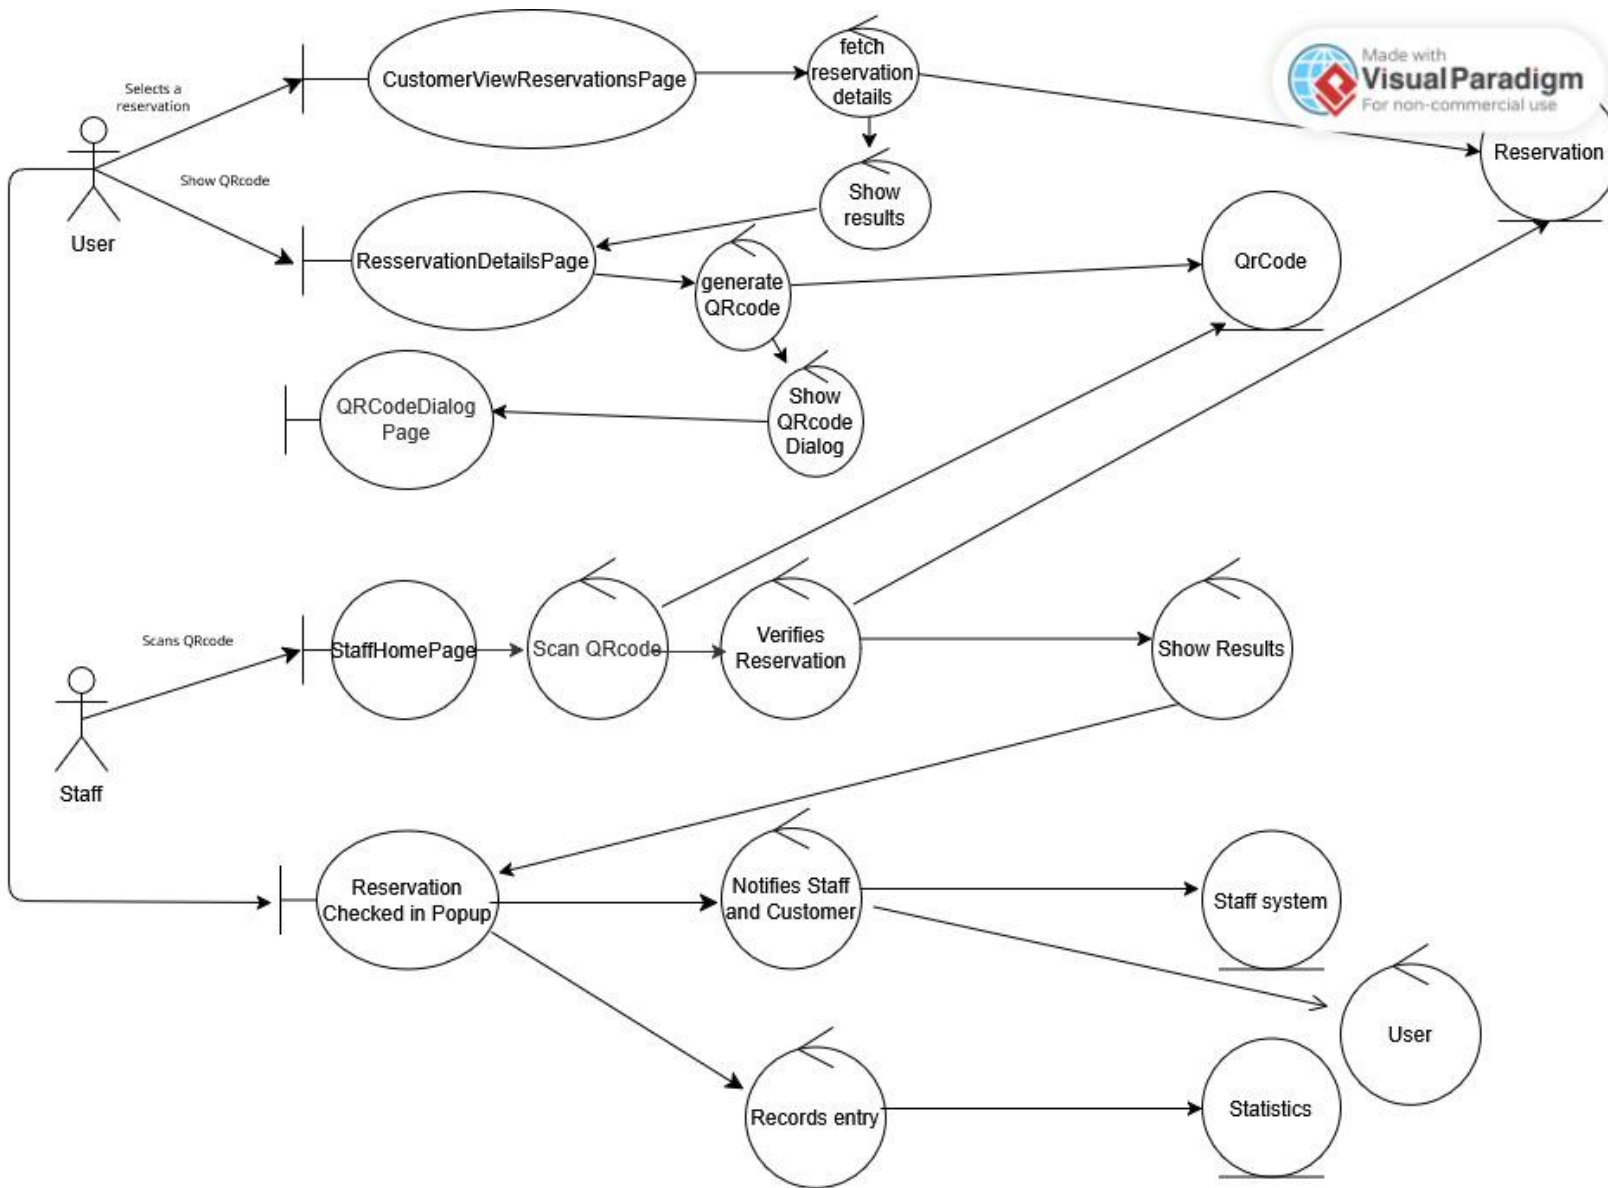 Made with
Visual Paradigm
For non-commercial use
Selects a
reservation
CustomerViewReservationsPage
fetch
reservation
details
Reservation
Show QRcode
User
Show
results
ResservationDetailsPage
generate
QRcode
QrCode
QRCodeDialog
Page
Show
QRcode
Dialog
Scans QRcode
Staff
StaffHomePage
Scan QRcode
Verifies
Reservation
Show Results
Reservation
Checked in Popup
Notifies Staff
and Customer
Staff system
User
Records entry
Statistics